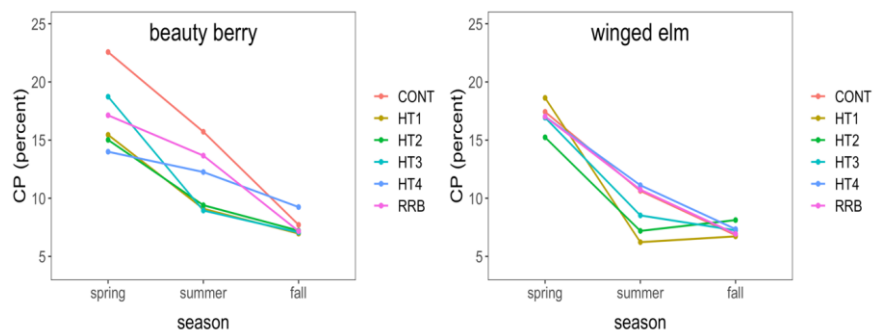 beauty berry
25
20
15
10
5
CP (percent)
spring summer fall
season
CONT
HT1
HT2
HT3
HT4
RRB
winged elm
25
20
15
10
5
CP (percent)
spring summer fall
season
CONT
HT1
HT2
HT3
HT4
RRB